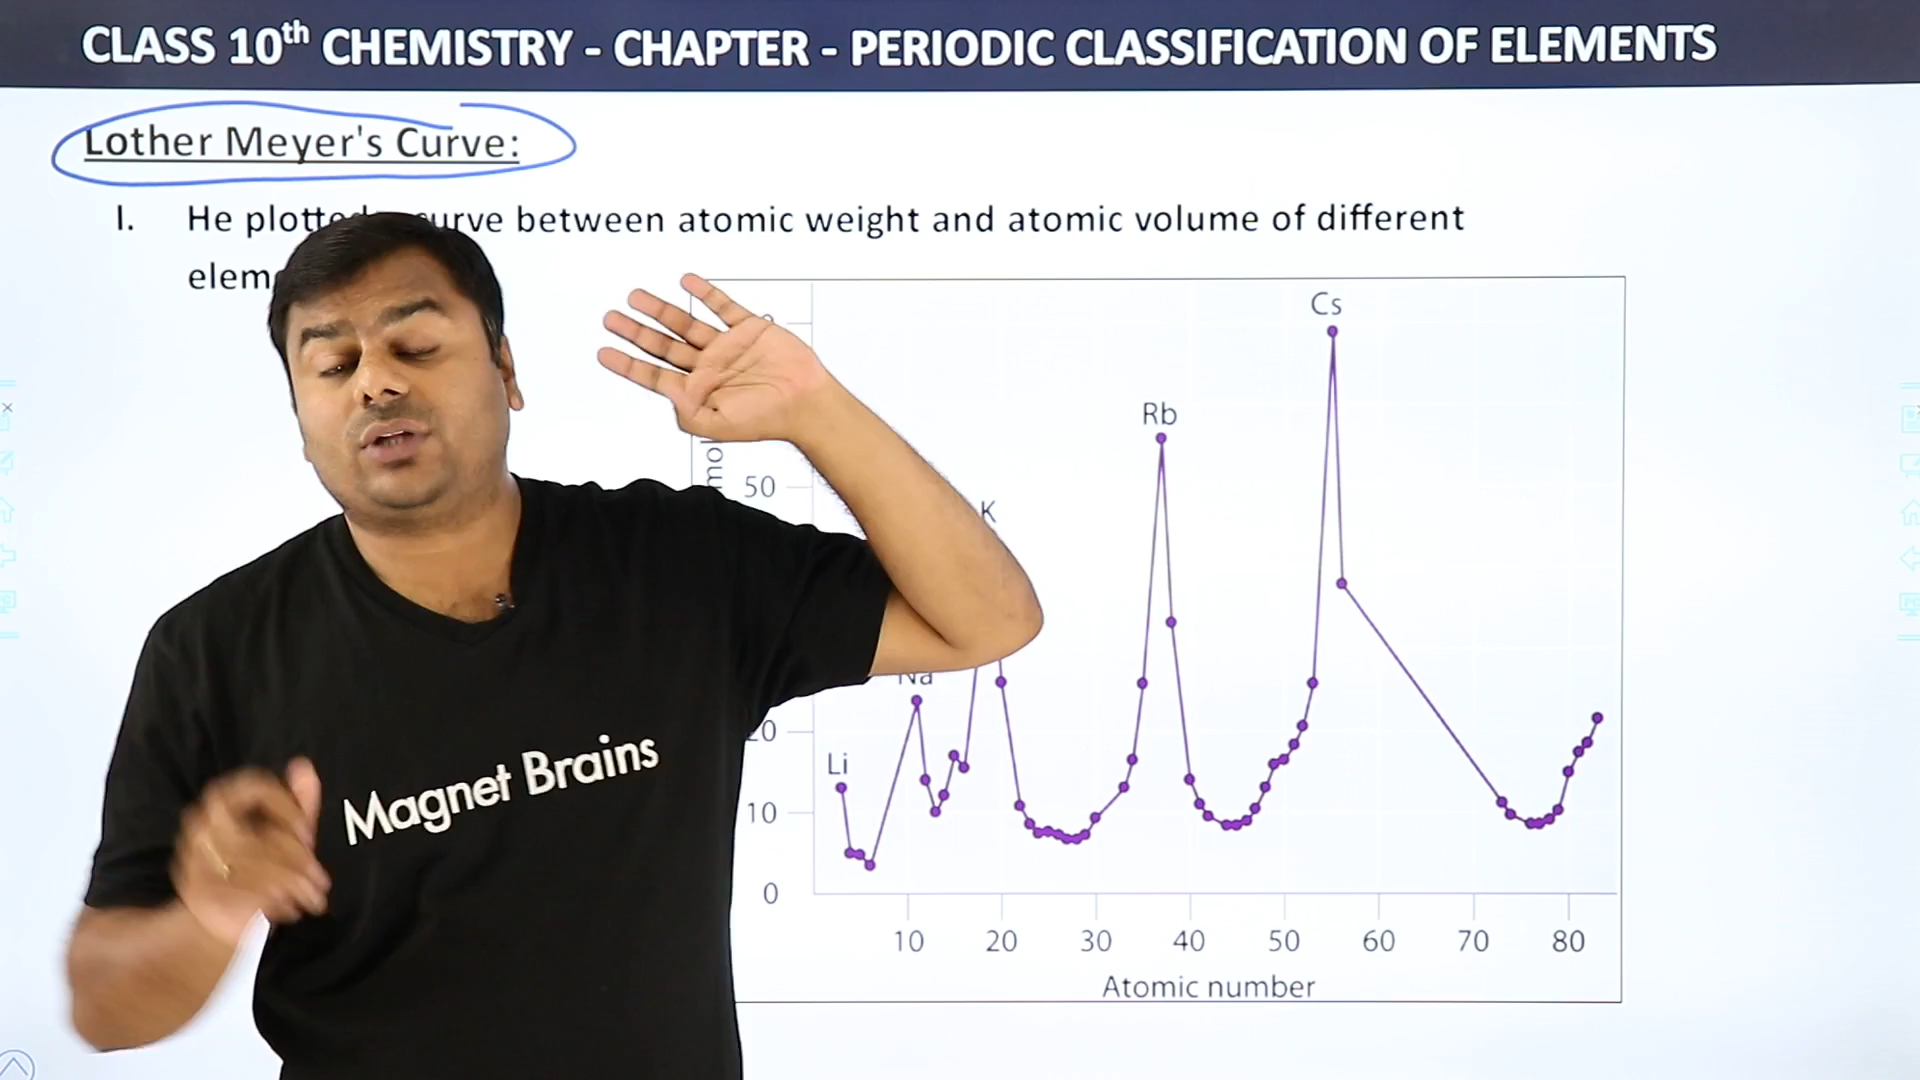 CLASS 10th CHEMISTRY - CHAPTER - PERIODIC CLASSIFICATION OF ELEMENTS
Lother Meyer's Curve:
I. He plotted curve between atomic weight and atomic volume of different
Cs
Rb
50
K
Na
20
Li
10
0
10 20 30 40 50 60 70 80
Atomic number
Magnet Brains